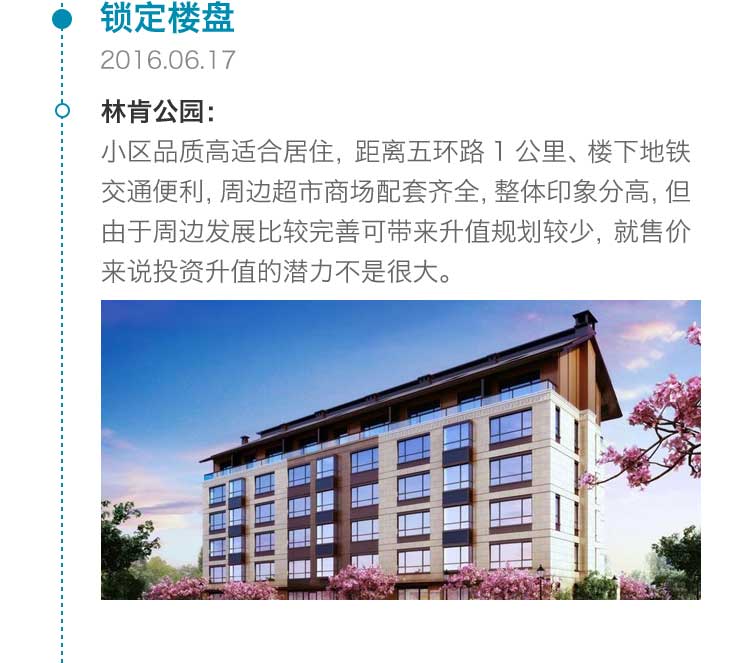 锁定楼盘
2016.06.17
林肯公园：
小区品质高适合居住，距离五环路 1 公里、楼下地铁
交通便利，周边超市商场配套齐全，整体印象分高，但
由于周边发展比较完善可带来升值规划较少，就售价
来说投资升值的潜力不是很大。